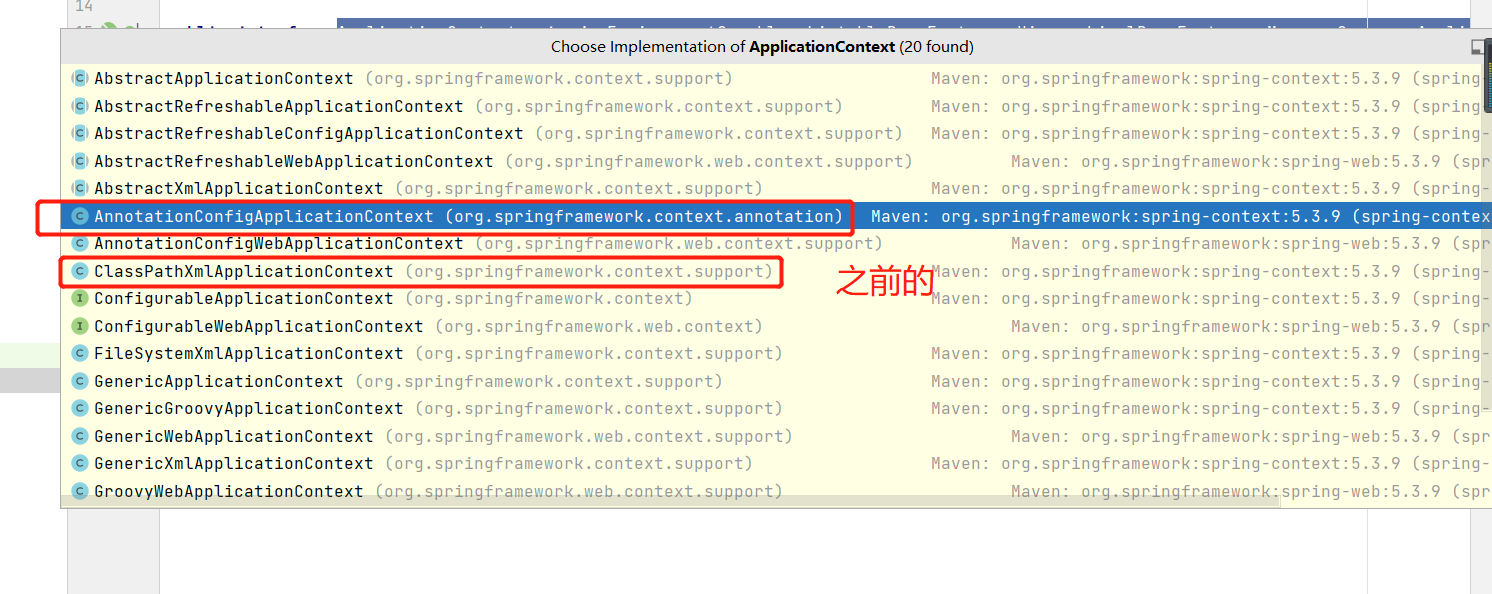 14
Choose Implementation of ApplicationContext (20 found)
AbstractApplicationContext (org.springframework.context.support) Maven: org.springframework:spring-context:5.3.9 (spring
AbstractRefreshableApplicationContext (org.springframework.context.support) Maven: org.springframework:spring-context:5.3.9 (spring
AbstractRefreshableConfigApplicationContext (org.springframework.context.support) Maven: org.springframework:spring-context:5.3.9 (spring-
AbstractRefreshableWebApplicationContext (org.springframework.web.context.support) Maven: org.springframework:spring-web:5.3.9 (spr
AbstractXmlApplicationContext (org.springframework.context.support) Maven: org.springframework:spring-context:5.3.9 (spring-
AnnotationConfigApplicationContext (org.springframework.context.annotation) Maven: org.springframework:spring-context:5.3.9 (spring-contex
AnnotationConfigWebApplicationContext (org.springframework.web.context.support) Maven: org.springframework:spring-web:5.3.9 (spr
ClassPathXmlApplicationContext (org.springframework.context.support) 之前的 Maven: org.springframework:spring-context:5.3.9 (spring-
ConfigurableApplicationContext (org.springframework.context) Maven: org.springframework:spring-context:5.3.9 (spring-
ConfigurableWebApplicationContext (org.springframework.web.context) Maven: org.springframework:spring-web:5.3.9 (spr
FileSystemXmlApplicationContext (org.springframework.context.support) Maven: org.springframework:spring-context:5.3.9 (spring-
GenericApplicationContext (org.springframework.context.support) Maven: org.springframework:spring-context:5.3.9 (spring-
GenericGroovyApplicationContext (org.springframework.context.support) Maven: org.springframework:spring-context:5.3.9 (spring-
GenericWebApplicationContext (org.springframework.web.context.support) Maven: org.springframework:spring-web:5.3.9 (spr
GenericXmlApplicationContext (org.springframework.context.support) Maven: org.springframework:spring-context:5.3.9 (spring-
GroovyWebApplicationContext (org.springframework.web.context.support) Maven: org.springframework:spring-web:5.3.9 (spr